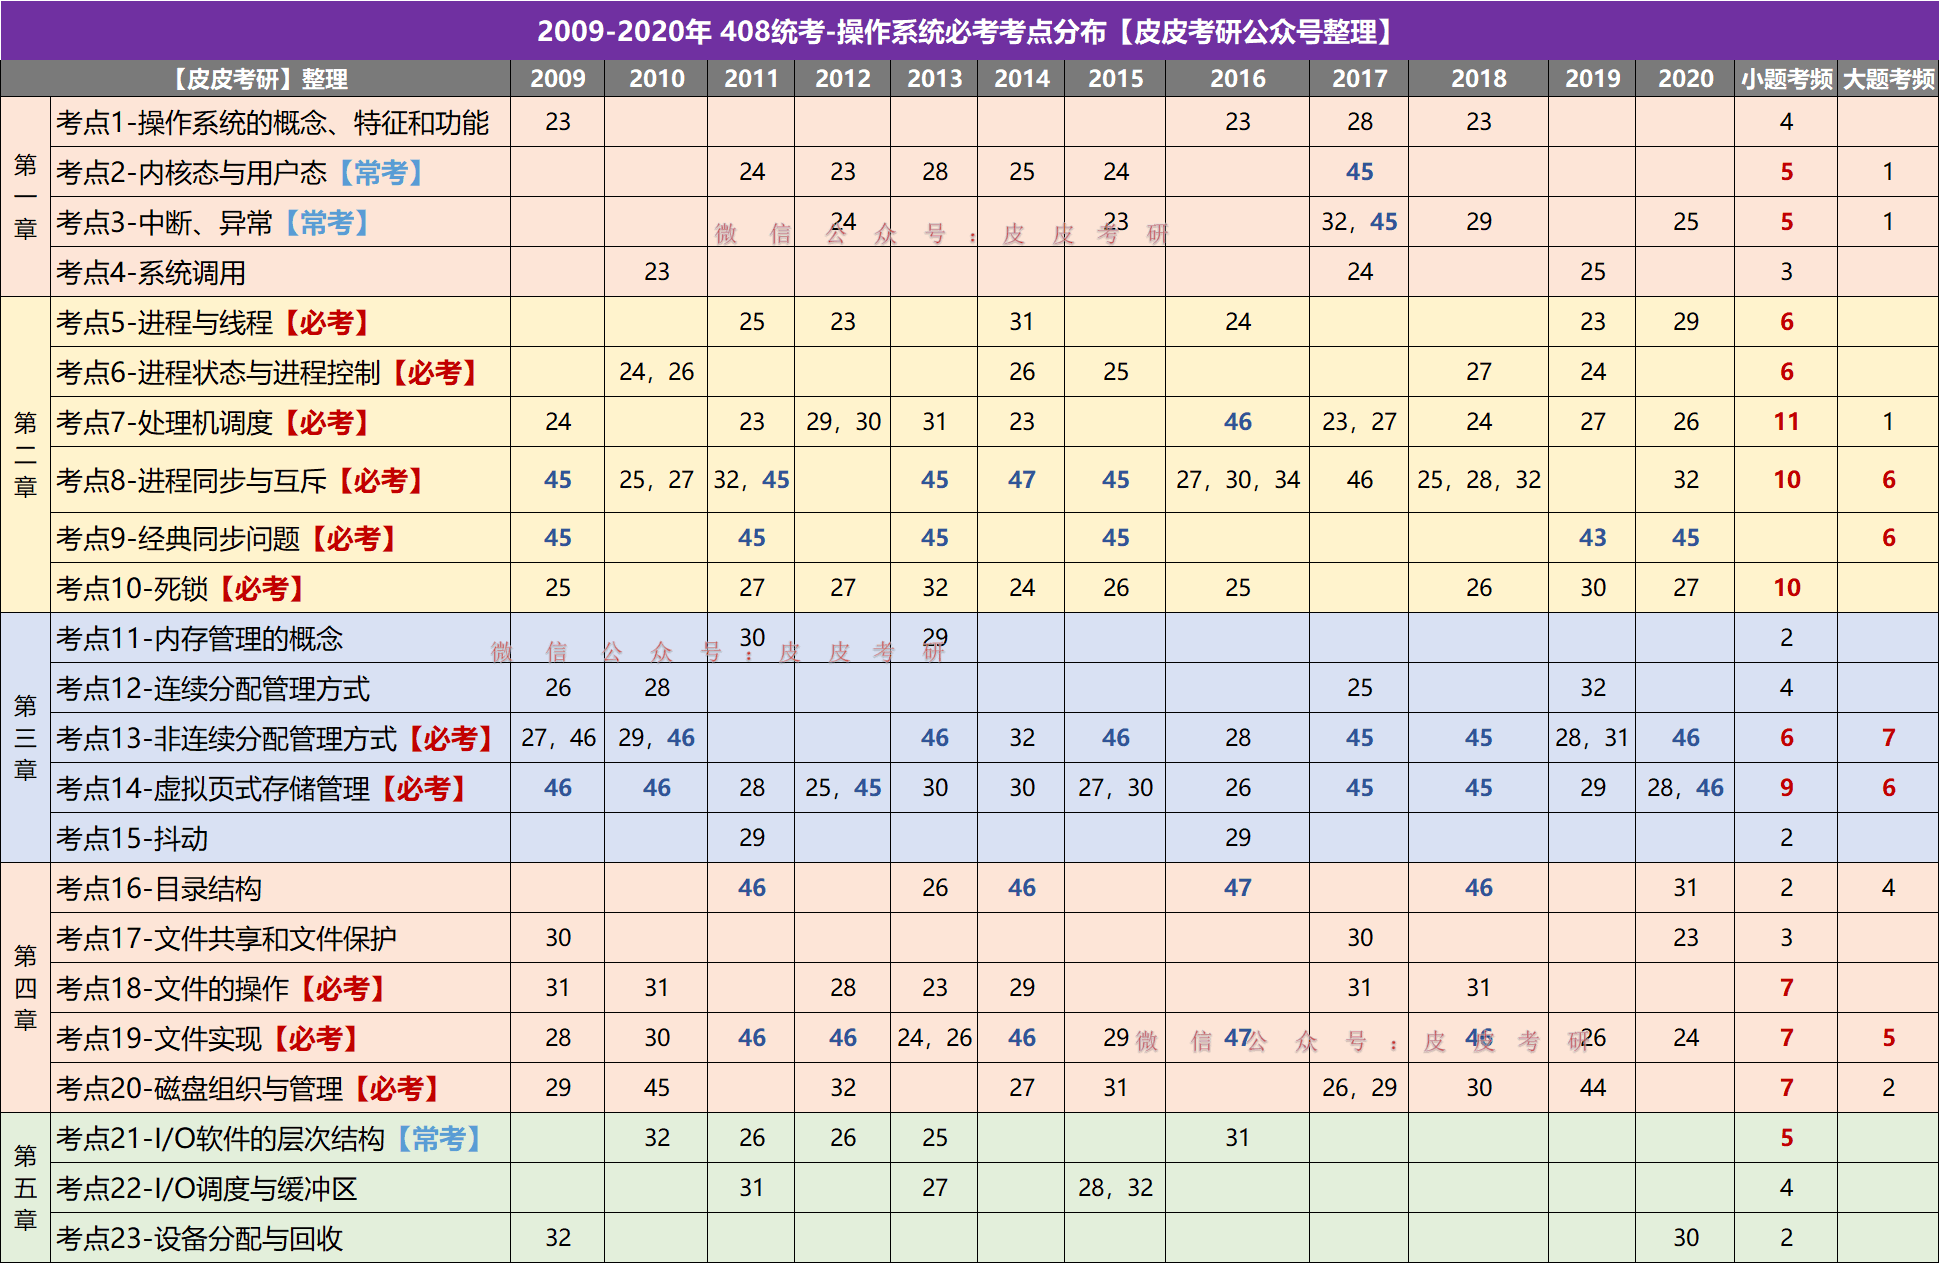 2009-2020年 408统考-操作系统必考考点分布【皮皮考研公众号整理】
【皮皮考研】整理 2009 2010 2011 2012 2013 2014 2015 2016 2017 2018 2019 2020 小题考频 大题考频
第一章
考点1-操作系统的概念、特征和功能 23 23 28 23 4
考点2-内核态与用户态【常考】 24 23 28 25 24 45 5 1
考点3-中断、异常【常考】 24 23 32，45 29 25 5 1
微信公众号：皮皮考研
考点4-系统调用 23 24 25 3
第二章
考点5-进程与线程【必考】 25 23 31 24 23 29 6
考点6-进程状态与进程控制【必考】 24，26 26 25 27 24 6
考点7-处理机调度【必考】 24 23 29，30 31 23 46 23，27 24 27 26 11 1
考点8-进程同步与互斥【必考】 45 25，27 32，45 45 47 45 27，30，34 46 25，28，32 32 10 6
考点9-经典同步问题【必考】 45 45 45 45 43 45 6
考点10-死锁【必考】 25 27 27 32 24 26 25 26 30 27 10
第三章
考点11-内存管理的概念 30 29 2
微信公众号：皮皮考研
考点12-连续分配管理方式 26 28 25 32 4
考点13-非连续分配管理方式【必考】 27，46 29，46 46 32 46 28 45 45 28，31 46 6 7
考点14-虚拟页式存储管理【必考】 46 46 28 25，45 30 30 27，30 26 45 45 29 28，46 9 6
考点15-抖动 29 29 2
第四章
考点16-目录结构 46 26 46 47 46 31 2 4
考点17-文件共享和文件保护 30 30 23 3
考点18-文件的操作【必考】 31 31 28 23 29 31 31 7
考点19-文件实现【必考】 28 30 46 46 24，26 46 29 47 46 26 24 7 5
微信公众号：皮皮考研
考点20-磁盘组织与管理【必考】 29 45 32 27 31 26，29 30 44 7 2
第五章
考点21-I/O软件的层次结构【常考】 32 26 26 25 31 5
考点22-I/O调度与缓冲区 31 27 28，32 4
考点23-设备分配与回收 32 30 2